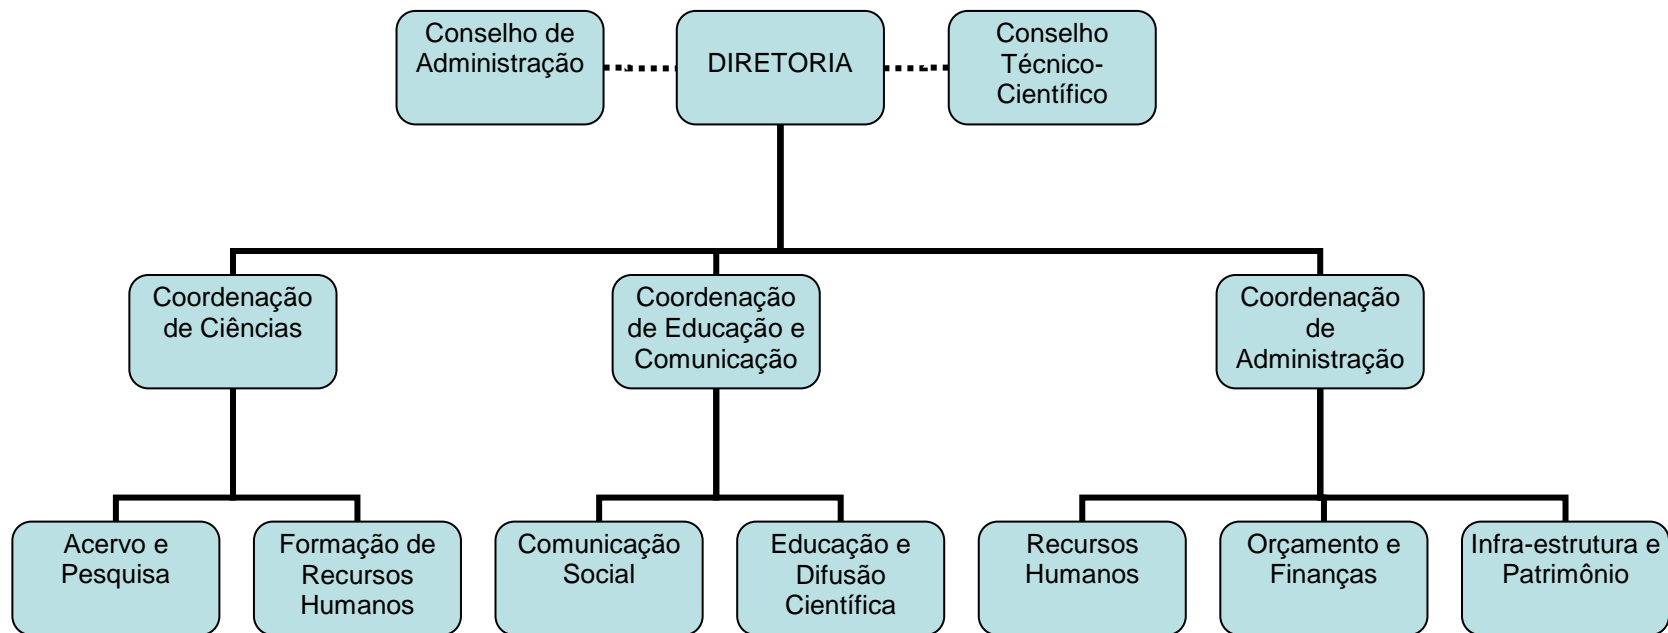 Conselho de
Administração
DIRETORIA
Conselho
Técnico-
Científico
Coordenação
de Ciências
Coordenação
de Educação e
Comunicação
Coordenação
de
Administração
Acervo e
Pesquisa
Formação de
Recursos
Humanos
Comunicação
Social
Educação e
Difusão
Científica
Recursos
Humanos
Orçamento e
Finanças
Infra-estrutura e
Patrimônio